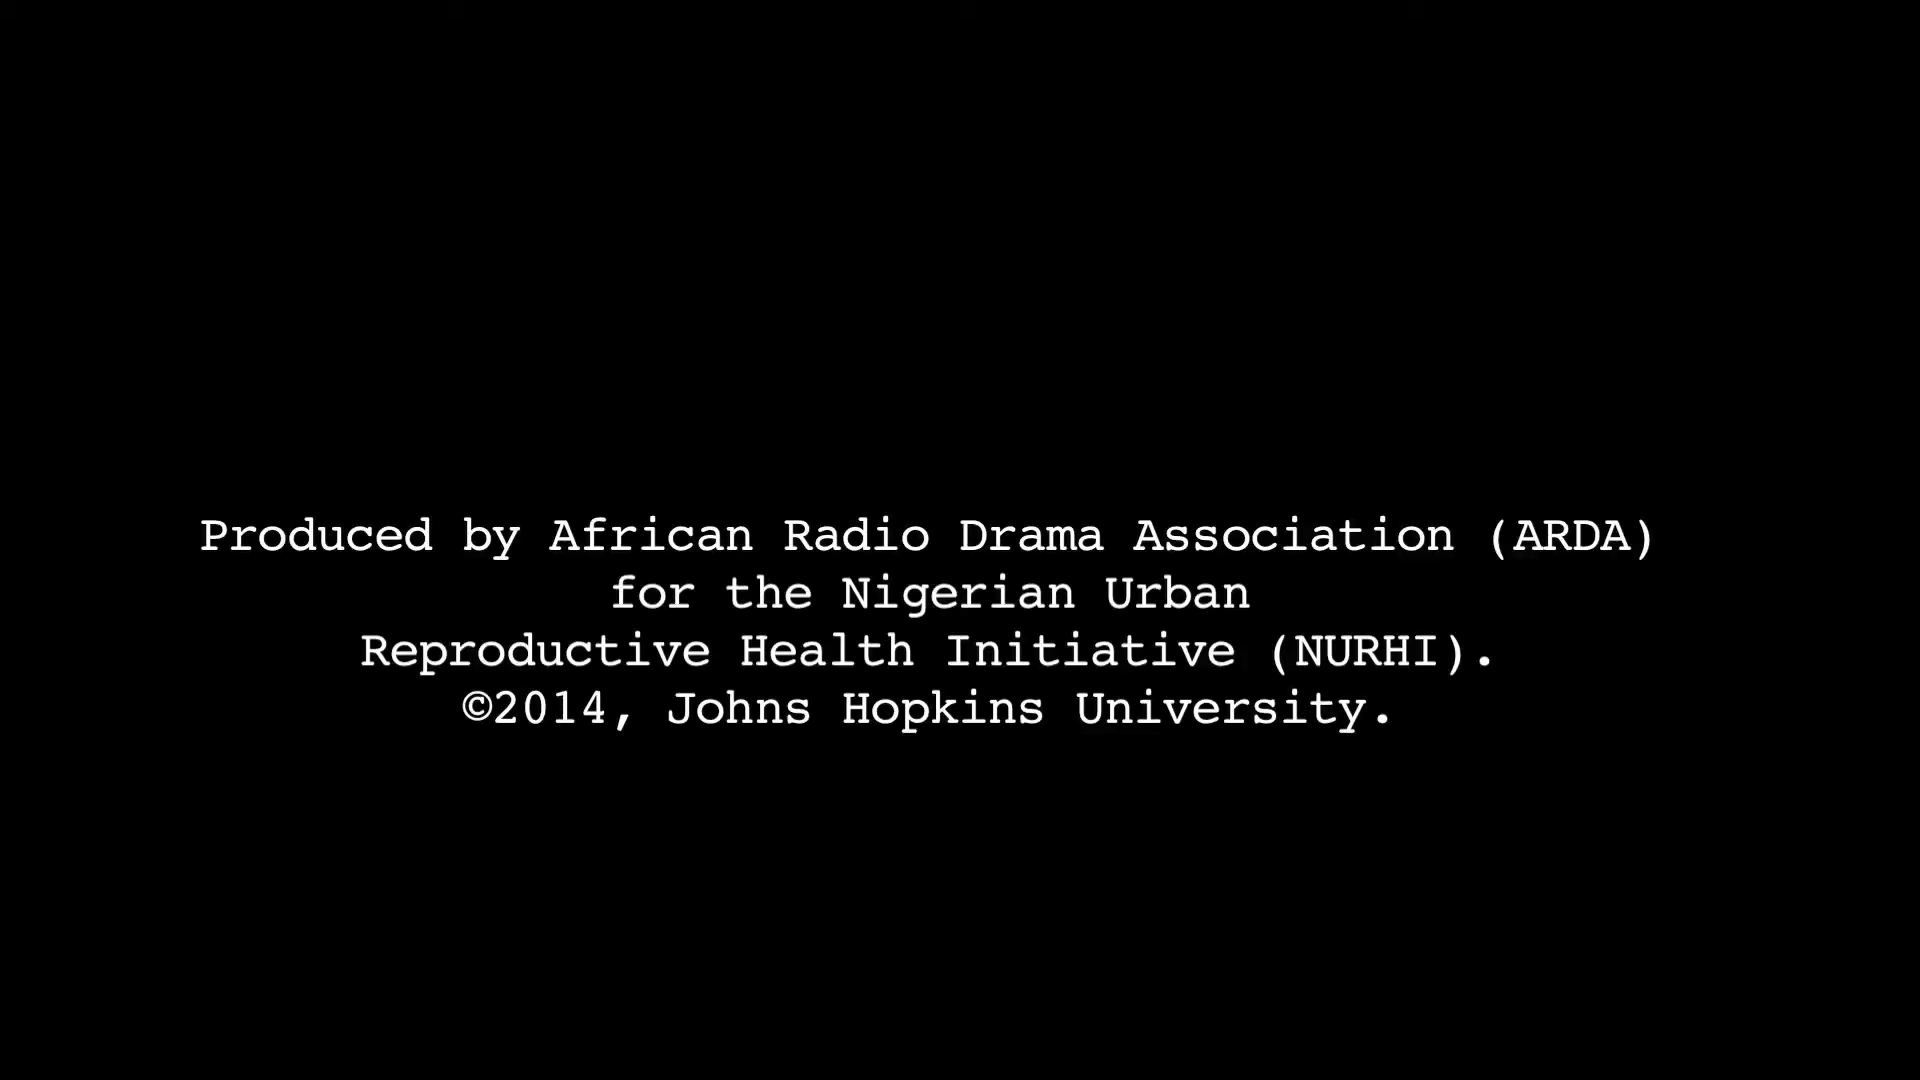 Produced by African Radio Drama Association (ARDA)
for the Nigerian Urban
Reproductive Health Initiative (NURHI).
©2014, Johns Hopkins University.